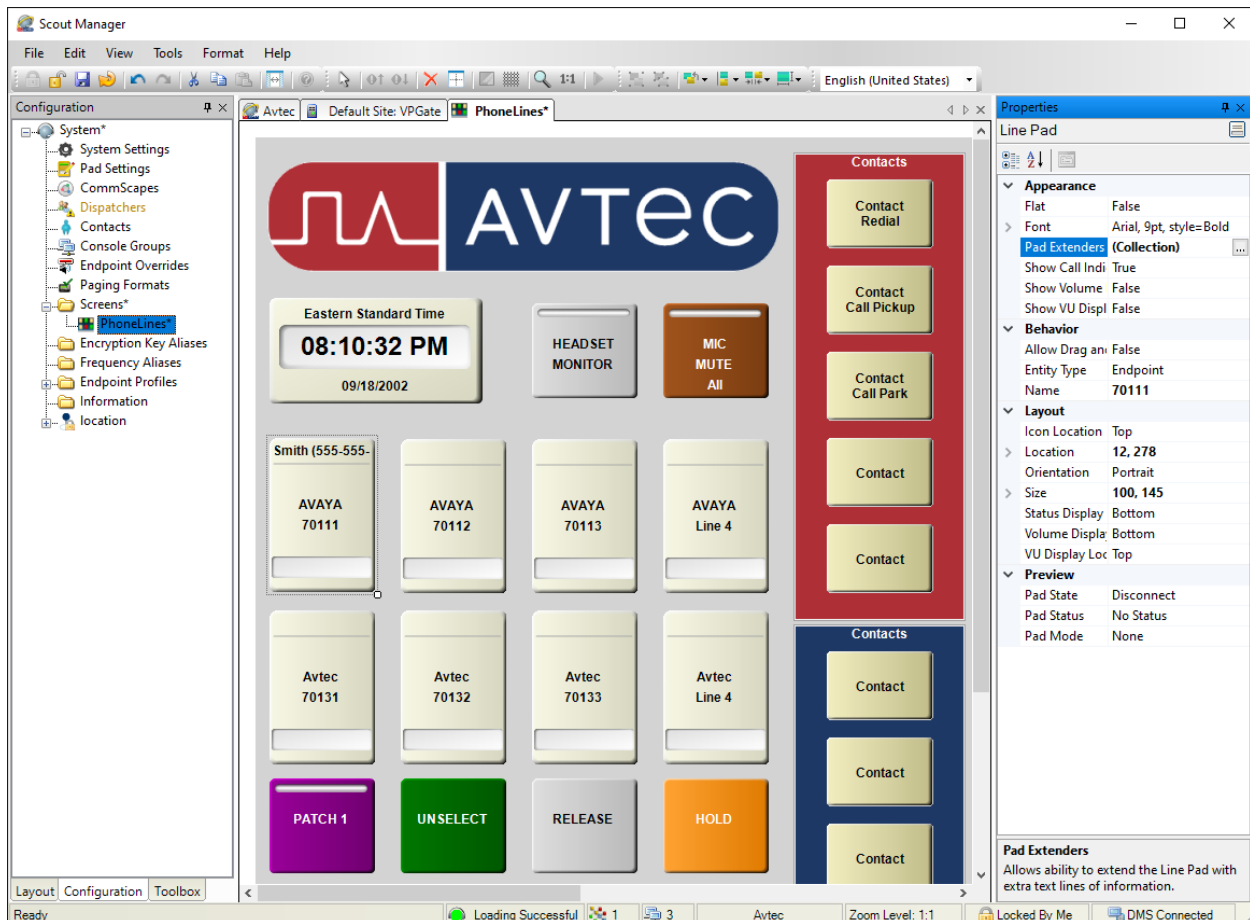 Scout Manager
File Edit View Tools Format Help
1:1 English (United States)
Configuration
System*
System Settings
Pad Settings
CommScapes
Dispatchers
Contacts
Console Groups
Endpoint Overrides
Paging Formats
Screens*
PhoneLines*
Encryption Key Aliases
Frequency Aliases
Endpoint Profiles
Information
location
Layout Configuration Toolbox
Avtec Default Site: VPGate PhoneLines*
AVTEC
Eastern Standard Time
08:10:32 PM
09/18/2002
HEADSET
MONITOR
MIC
MUTE
All
Smith (555-555-
AVAYA
70111
AVAYA
70112
AVAYA
70113
AVAYA
Line 4
Avtec
70131
Avtec
70132
Avtec
70133
Avtec
Line 4
PATCH 1
UNSELECT
RELEASE
HOLD
Contacts
Contact
Redial
Contact
Call Pickup
Contact
Call Park
Contact
Contact
Contacts
Contact
Contact
Contact
Properties
Line Pad
Appearance
Flat False
Font Arial, 9pt, style=Bold
Pad Extenders (Collection) ...
Show Call Indi True
Show Volume False
Show VU Displ False
Behavior
Allow Drag an False
Entity Type Endpoint
Name 70111
Layout
Icon Location Top
Location 12, 278
Orientation Portrait
Size 100, 145
Status Display Bottom
Volume Displa Bottom
VU Display Loc Top
Preview
Pad State Disconnect
Pad Status No Status
Pad Mode None
Pad Extenders
Allows ability to extend the Line Pad with
extra text lines of information.
Ready Loading Successful 1 3 Avtec Zoom Level: 1:1 Locked By Me DMS Connected